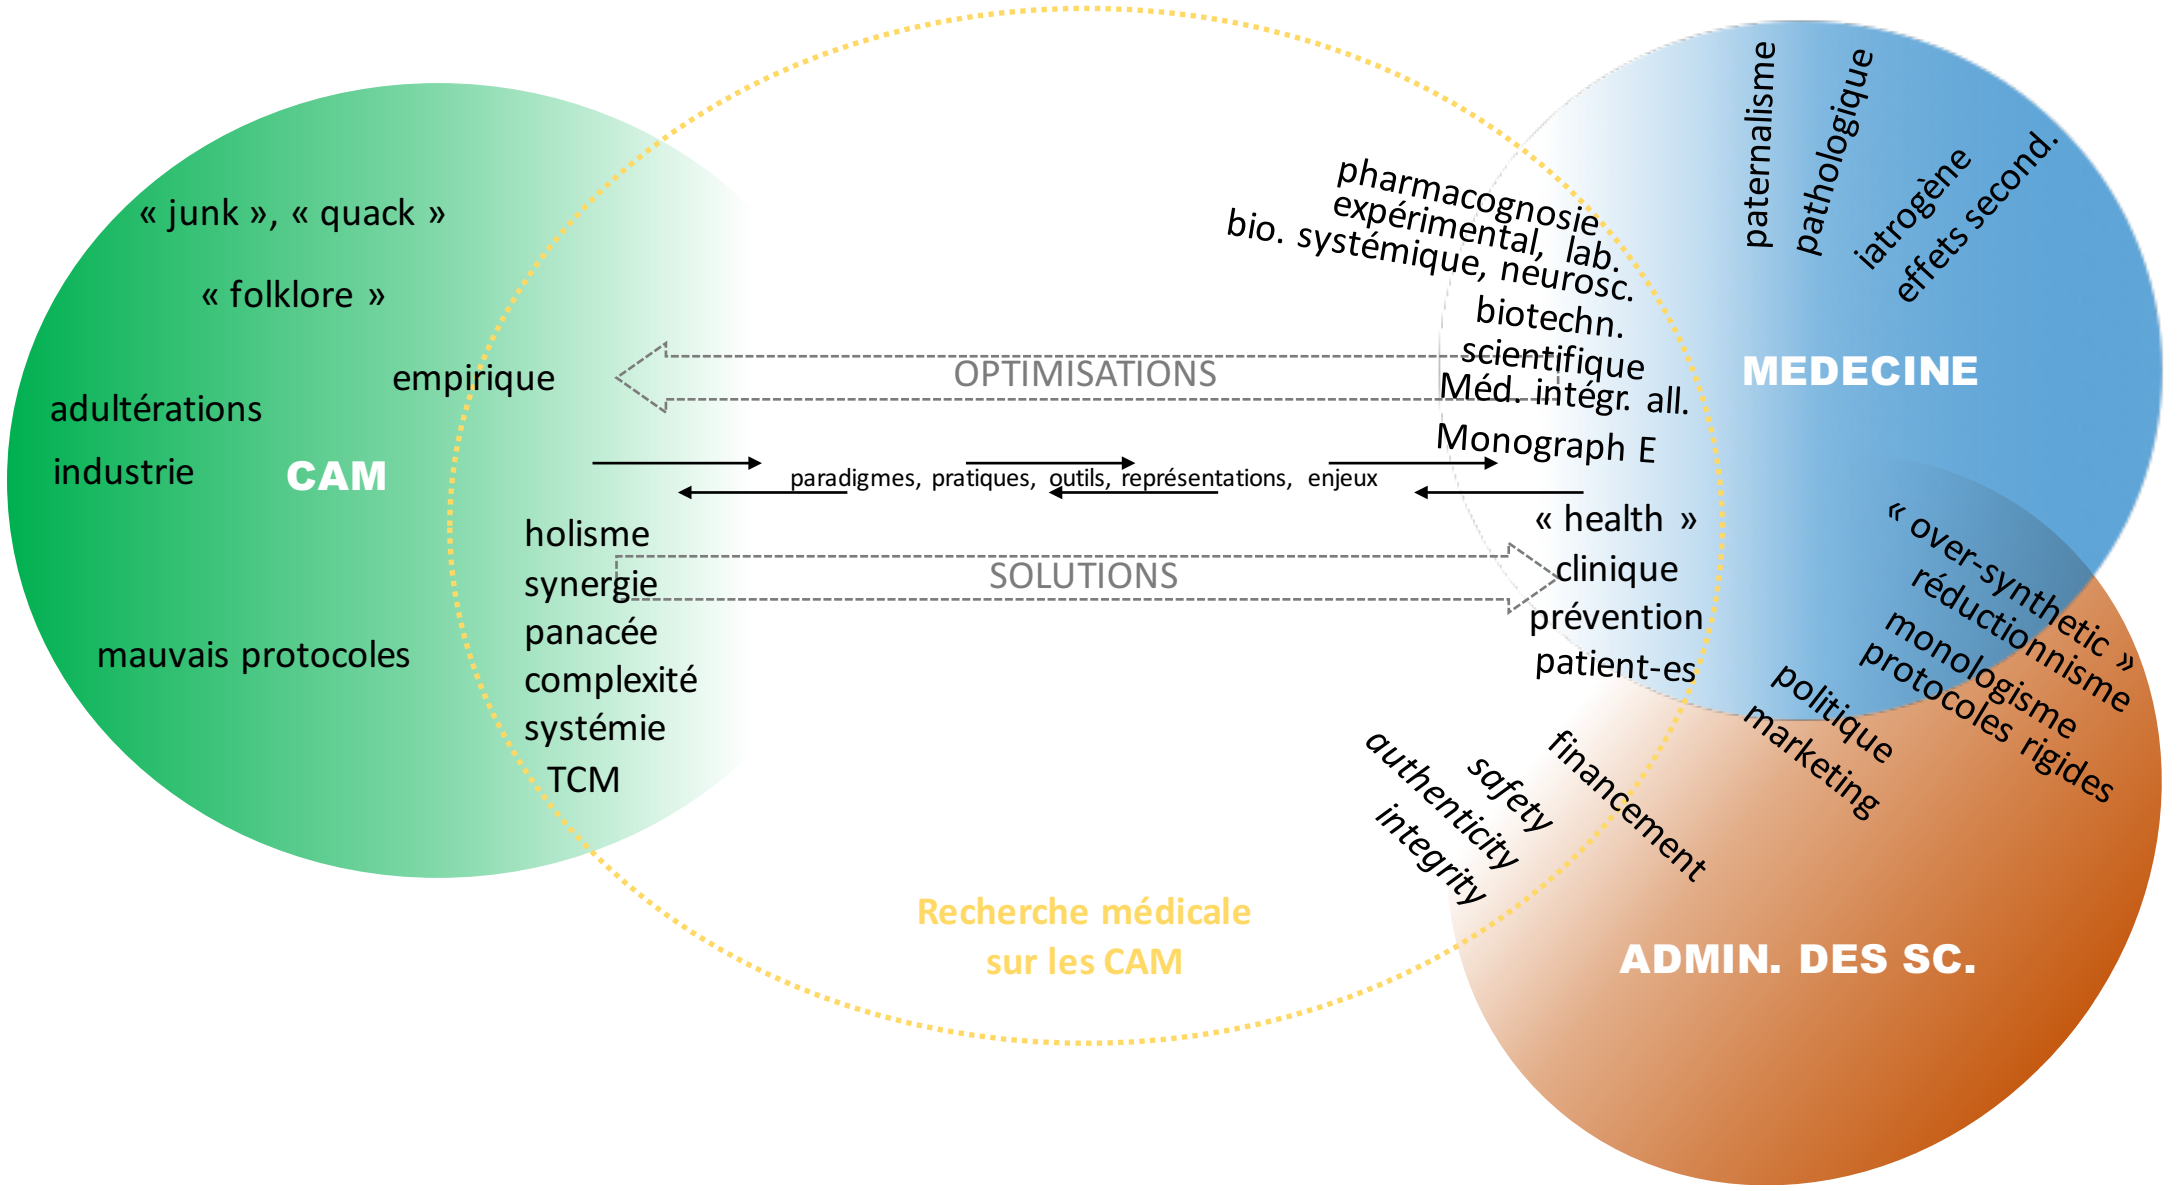 « junk », « quack »
« folklore »
empirique
adultérations
industrie
CAM
mauvais protocoles
holisme
synergie
panacée
complexité
systémie
TCM
OPTIMISATIONS
paradigmes, pratiques, outils, représentations, enjeux
SOLUTIONS
Recherche médicale
sur les CAM
pharmacognosie
expérimental, lab.
bio. systémique, neurosc.
biotechn.
scientifique
Méd. intégr. all.
Monograph E
« health »
clinique
prévention
patient-es
paternalisme
pathologique
iatrogène
effets second.
MEDECINE
« over-synthetic »
réductionnisme
monologisme
protocoles rigides
politique
marketing
financement
safety
authenticity
integrity
ADMIN. DES SC.